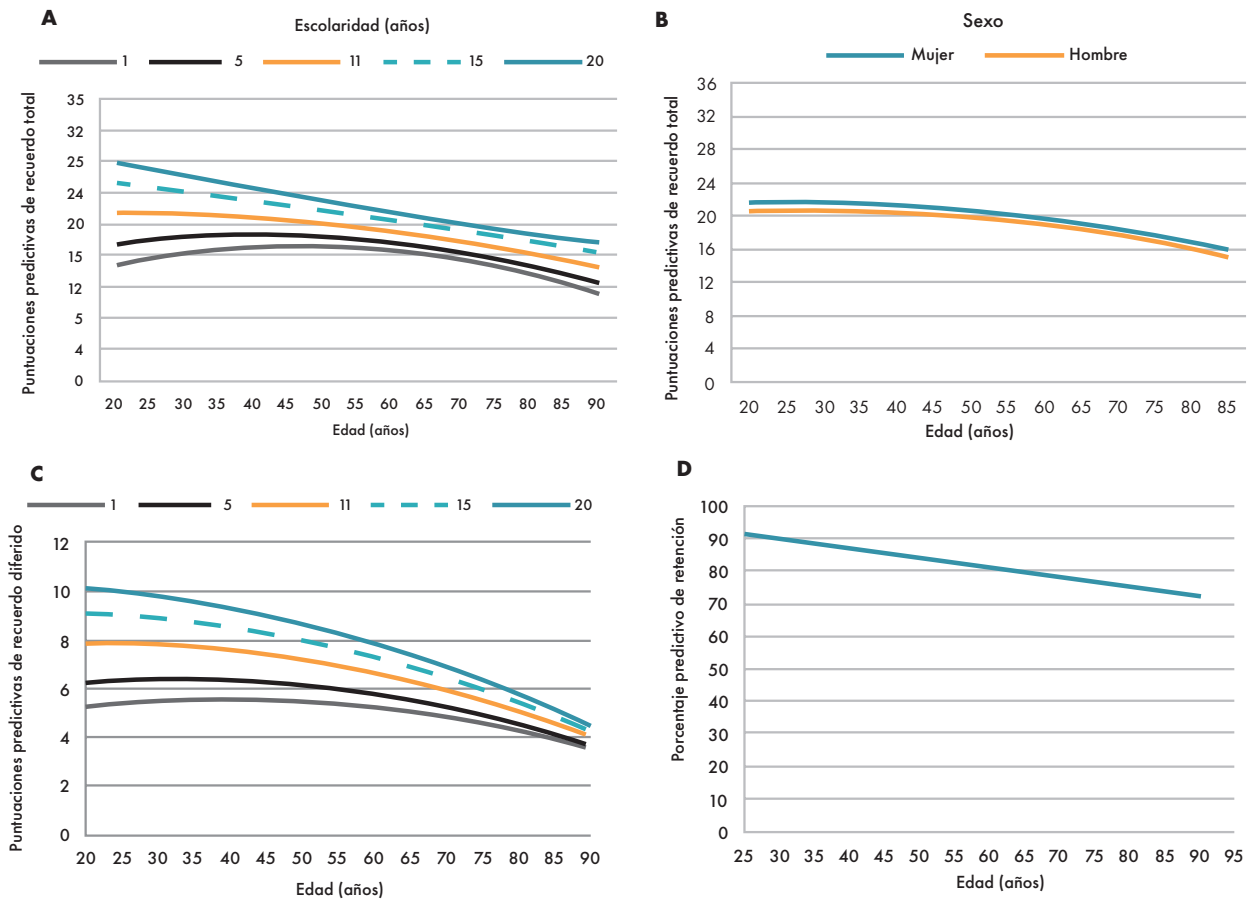 A
Escolaridad (años)
1 5 11 15 20
Puntuaciones predictivas de recuerdo total
35
32
25
24
20
15
12
5
4
0
20 25 30 35 40 45 50 55 60 65 70 75 80 85 90
Edad (años)
B
Sexo
Mujer Hombre
Puntuaciones predictivas de recuerdo total
36
32
28
24
20
16
12
8
4
0
20 25 30 35 40 45 50 55 60 65 70 75 80 85
Edad (años)
C
1 5 11 15 20
Puntuaciones predictivas de recuerdo diferido
12
10
8
6
4
2
0
20 25 30 40 45 50 55 60 65 70 75 80 85 90
Edad (años)
D
Porcentaje predictivo de retención
100
90
80
70
60
50
40
30
20
10
0
25 30 35 40 45 50 55 60 65 70 75 80 85 90 95
Edad (años)